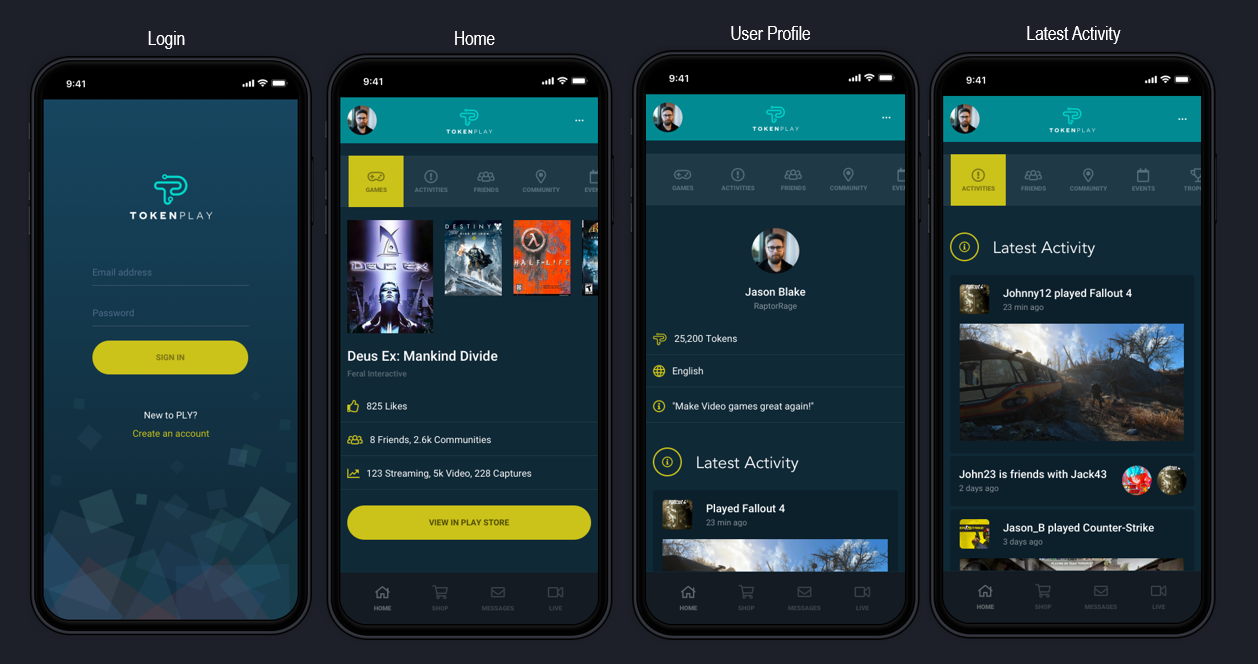 Login
9:41
TOKENPLAY
Email address
Password
SIGN IN
New to PLY?
Create an account
Home
9:41
TOKENPLAY
GAMES
ACTIVITIES
FRIENDS
COMMUNITY
EVEN
DEUS EX
DESTINY
RISE OF IRON
HALF-LIFE
Deus Ex: Mankind Divide
Feral Interactive
825 Likes
8 Friends, 2.6k Communities
123 Streaming, 5k Video, 228 Captures
VIEW IN PLAY STORE
HOME
SHOP
MESSAGES
LIVE
User Profile
9:41
TOKENPLAY
GAMES
ACTIVITIES
FRIENDS
COMMUNITY
EVEN
Jason Blake
RaptorRage
25,200 Tokens
English
"Make Video games great again!"
Latest Activity
Played Fallout 4
23 min ago
HOME
SHOP
MESSAGES
LIVE
Latest Activity
9:41
TOKENPLAY
ACTIVITIES
FRIENDS
COMMUNITY
EVENTS
TROP
Latest Activity
Johnny12 played Fallout 4
23 min ago
John23 is friends with Jack43
2 days ago
Jason_B played Counter-Strike
3 days ago
HOME
SHOP
MESSAGES
LIVE